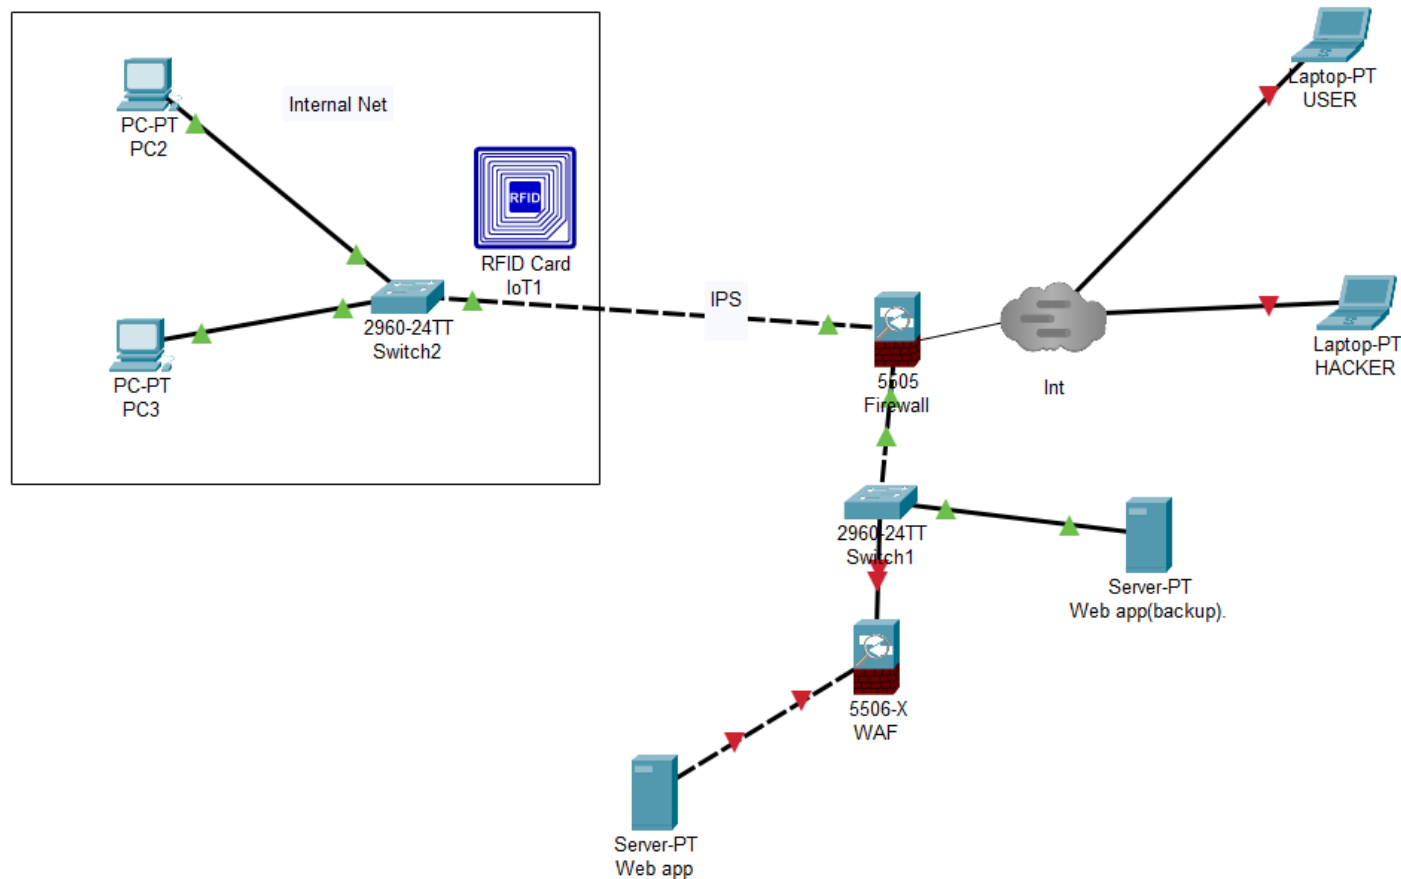 Laptop-PT
USER
Internal Net
PC-PT
PC2
RFID
RFID Card
IoT1
IPS
2960-24TT
Switch2
Laptop-PT
HACKER
PC-PT
PC3
5505
Firewall
Int
2960-24TT
Switch1
Server-PT
Web app(backup).
5506-X
WAF
Server-PT
Web app